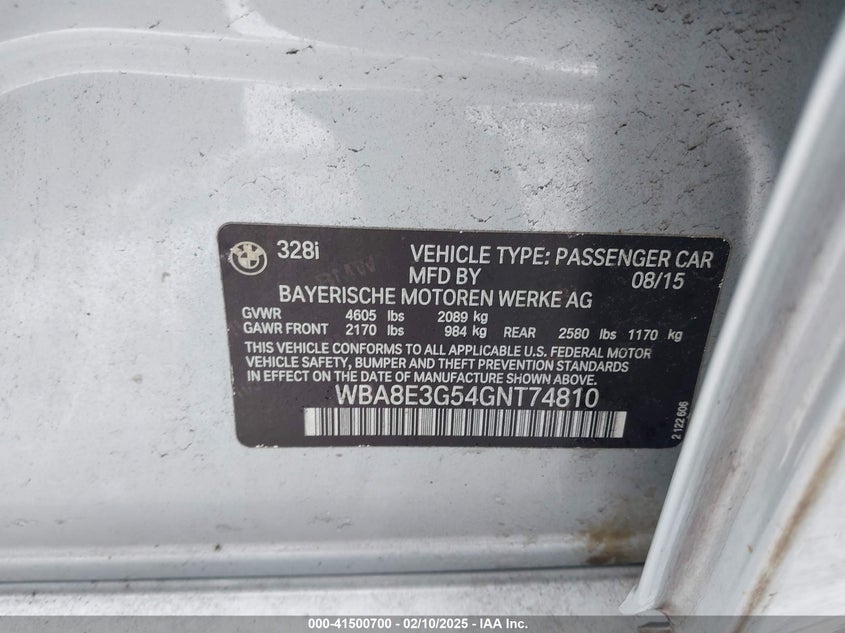 328i
VEHICLE TYPE: PASSENGER CAR
MFD BY 08/15
BAYERISCHE MOTOREN WERKE AG
GVWR 4605 lbs 2089 kg
GAWR FRONT 2170 lbs 984 kg REAR 2580 lbs 1170 kg
THIS VEHICLE CONFORMS TO ALL APPLICABLE U.S. FEDERAL MOTOR
VEHICLE SAFETY, BUMPER AND THEFT PREVENTION STANDARDS
IN EFFECT ON THE DATE OF MANUFACTURE SHOWN ABOVE
WBA8E3G54GNT74810
2 122 606
000-41500700 - 02/10/2025 - IAA Inc.